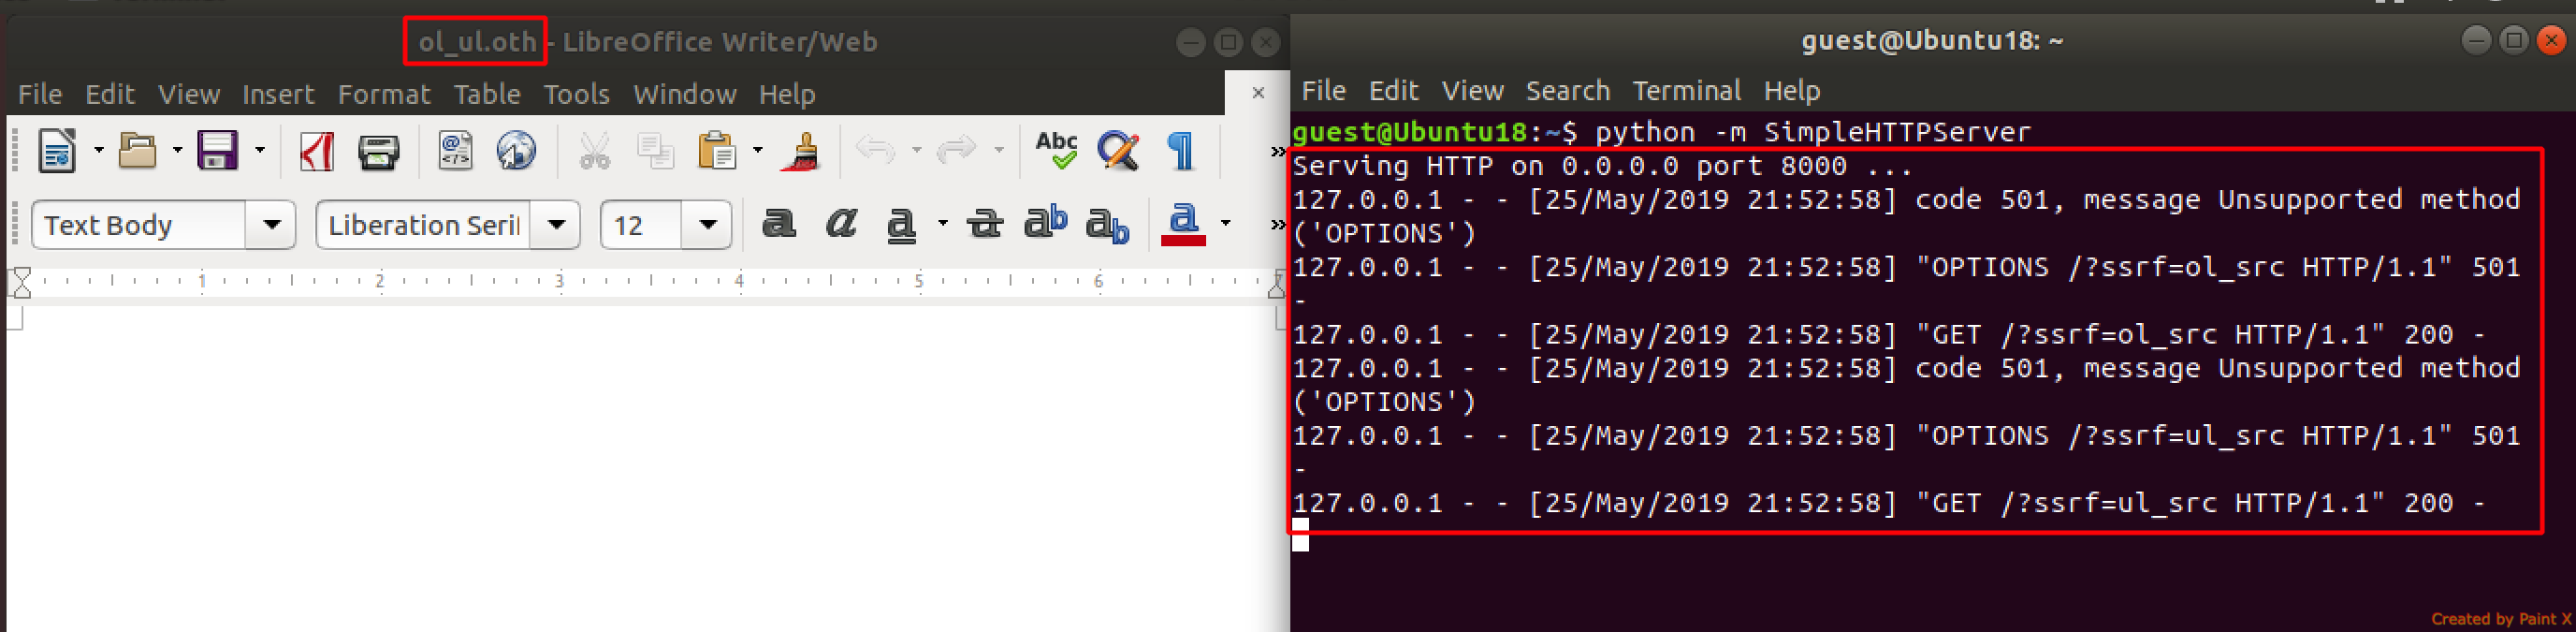 ol_ul.oth - LibreOffice Writer/Web
File Edit View Insert Format Table Tools Window Help
Abc
Text Body
Liberation Seri
12
a a a a ab ab a
1 2 3 4 5 6 7
guest@Ubuntu18: ~
File Edit View Search Terminal Help
guest@Ubuntu18:~$ python -m SimpleHTTPServer
Serving HTTP on 0.0.0.0 port 8000 ...
127.0.0.1 - - [25/May/2019 21:52:58] code 501, message Unsupported method
('OPTIONS')
127.0.0.1 - - [25/May/2019 21:52:58] "OPTIONS /?ssrf=ol_src HTTP/1.1" 501
-
127.0.0.1 - - [25/May/2019 21:52:58] "GET /?ssrf=ol_src HTTP/1.1" 200 -
127.0.0.1 - - [25/May/2019 21:52:58] code 501, message Unsupported method
('OPTIONS')
127.0.0.1 - - [25/May/2019 21:52:58] "OPTIONS /?ssrf=ul_src HTTP/1.1" 501
-
127.0.0.1 - - [25/May/2019 21:52:58] "GET /?ssrf=ul_src HTTP/1.1" 200 -
Created by Paint X